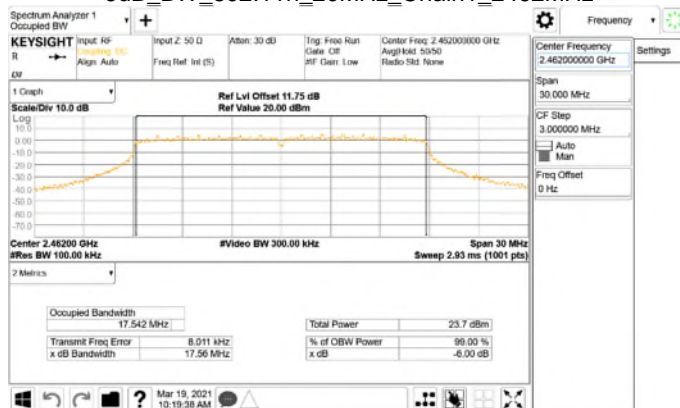 Spectrum Analyzer 1
Occupied BW
Frequency
KEYSIGHT
Input: RF
Coupling: DC
Align: Auto
Input Z: 50 Ω
Freq Ref: Int (S)
Atten: 30 dB
Trig: Free Run
Gate: Off
#IF Gain: Low
Center Freq: 2.462000000 GHz
Avg|Hold: 50/50
Radio Std: None
R
1 Graph
Scale/Div 10.0 dB
Ref Lvl Offset 11.75 dB
Ref Value 20.00 dBm
Log
10.0
0.00
-10.0
-20.0
-30.0
-40.0
-50.0
-60.0
-70.0
Center 2.46200 GHz
#Res BW 100.00 kHz
#Video BW 300.00 kHz
Span 30 MHz
Sweep 2.93 ms (1001 pts)
2 Metrics
Occupied Bandwidth
17.542 MHz
Total Power 23.7 dBm
Transmit Freq Error 8.011 kHz
% of OBW Power 99.00 %
x dB Bandwidth 17.56 MHz
x dB -6.00 dB
Mar 19, 2021
10:19:38 AM
Center Frequency
2.462000000 GHz
Settings
Span
30.000 MHz
CF Step
3.000000 MHz
Auto
Man
Freq Offset
0 Hz